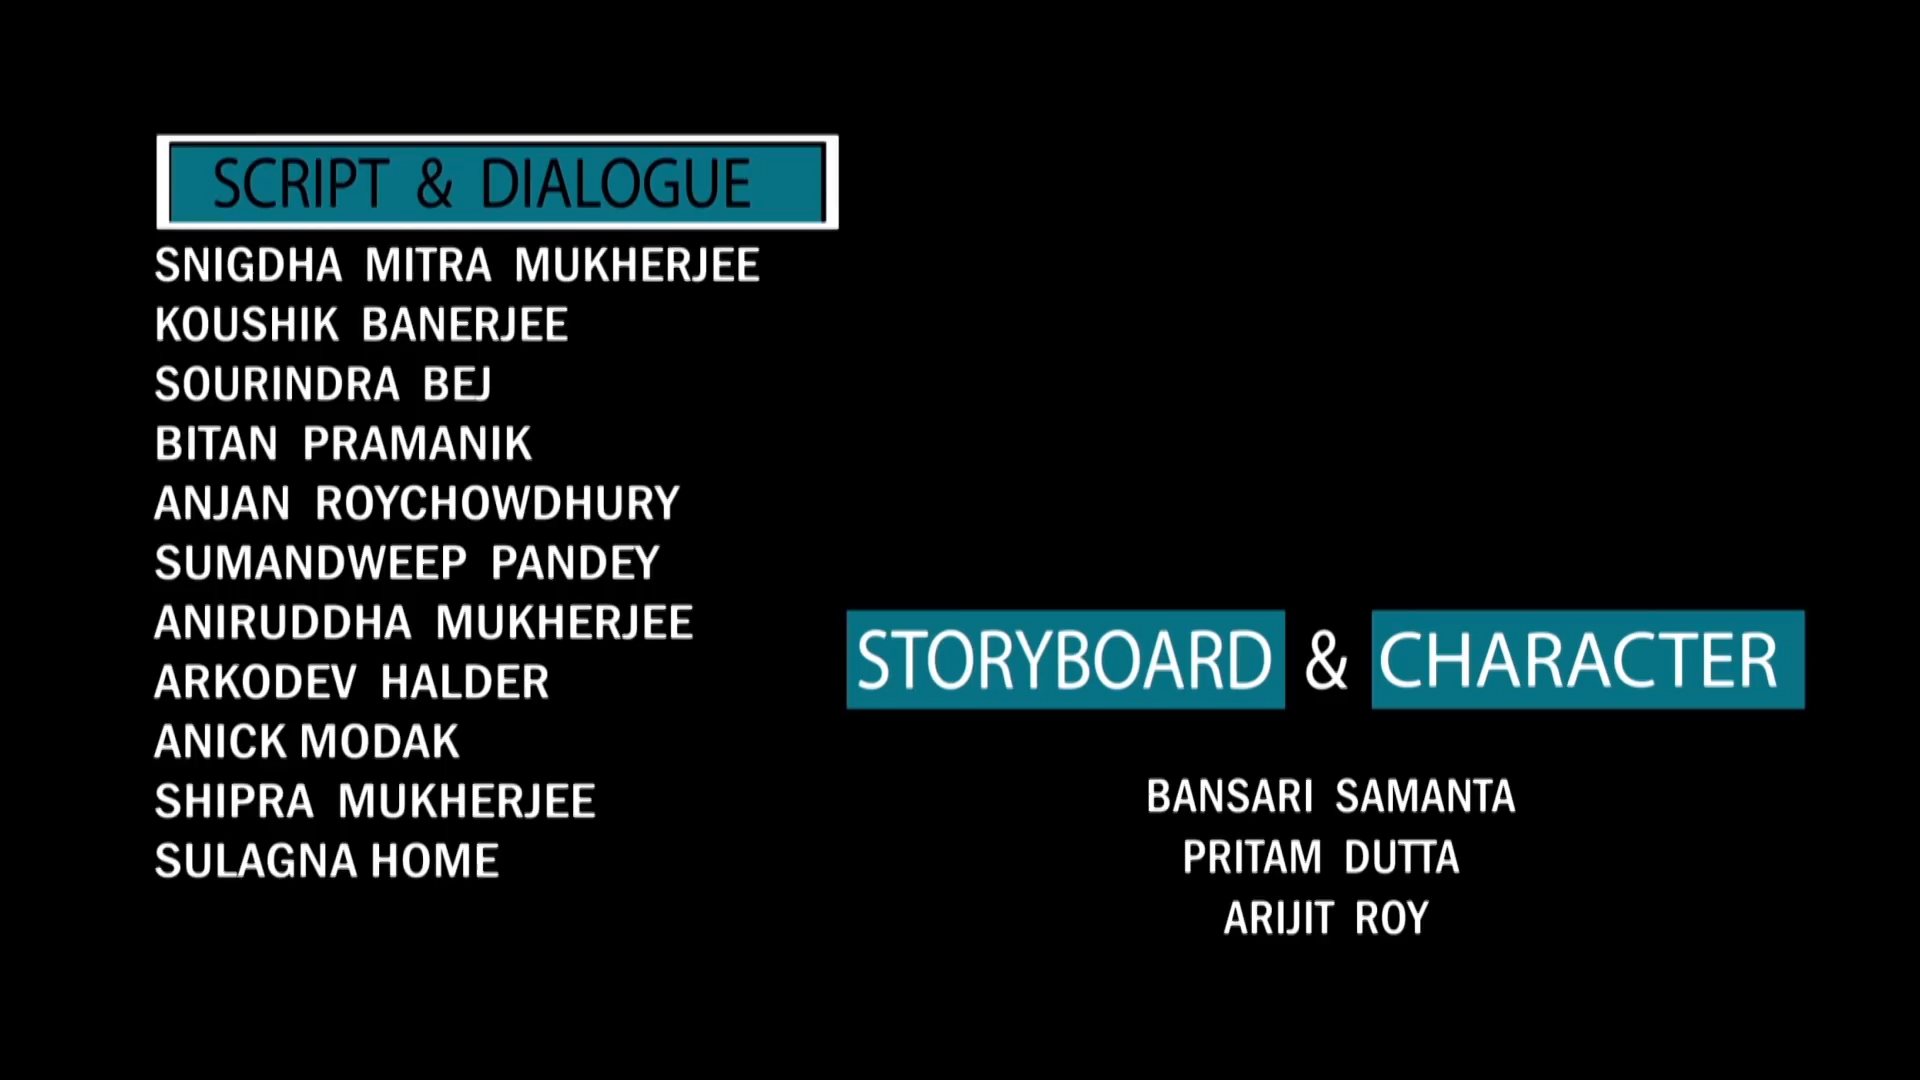 SCRIPT & DIALOGUE
SNIGDHA MITRA MUKHERJEE
KOUSHIK BANERJEE
SOURINDRA BEJ
BITAN PRAMANIK
ANJAN ROYCHOWDHURY
SUMANDWEEP PANDEY
ANIRUDDHA MUKHERJEE
ARKODEV HALDER
ANICK MODAK
SHIPRA MUKHERJEE
SULAGNA HOME
STORYBOARD & CHARACTER
BANSARI SAMANTA
PRITAM DUTTA
ARIJIT ROY